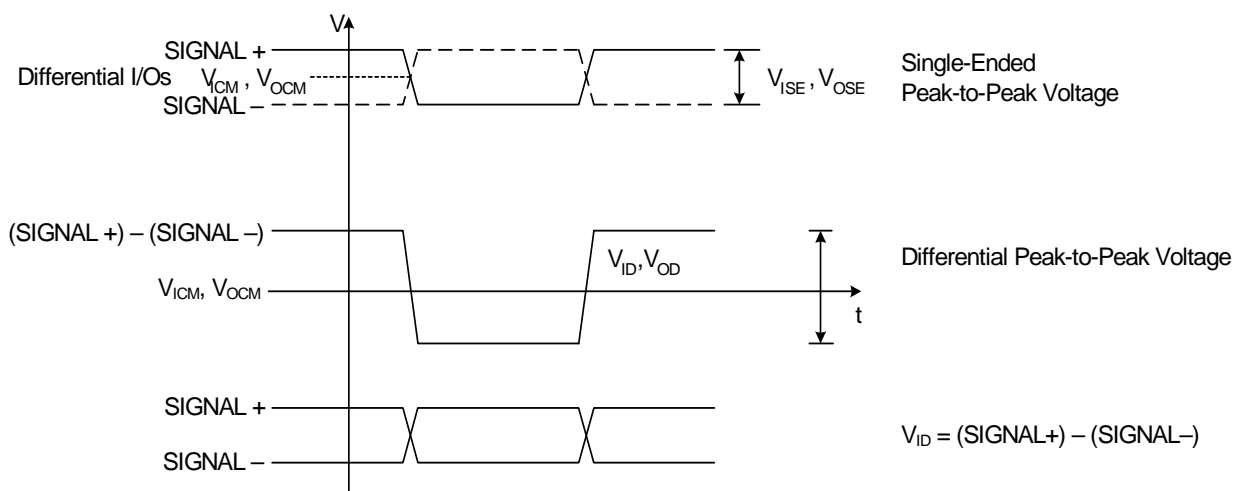 V
SIGNAL +
Differential I/Os VICM , VOCM
SIGNAL –
VISE , VOSE
Single-Ended
Peak-to-Peak Voltage
(SIGNAL +) – (SIGNAL –)
VID, VOD
Differential Peak-to-Peak Voltage
VICM, VOCM
t
SIGNAL +
SIGNAL –
VID = (SIGNAL+) – (SIGNAL–)